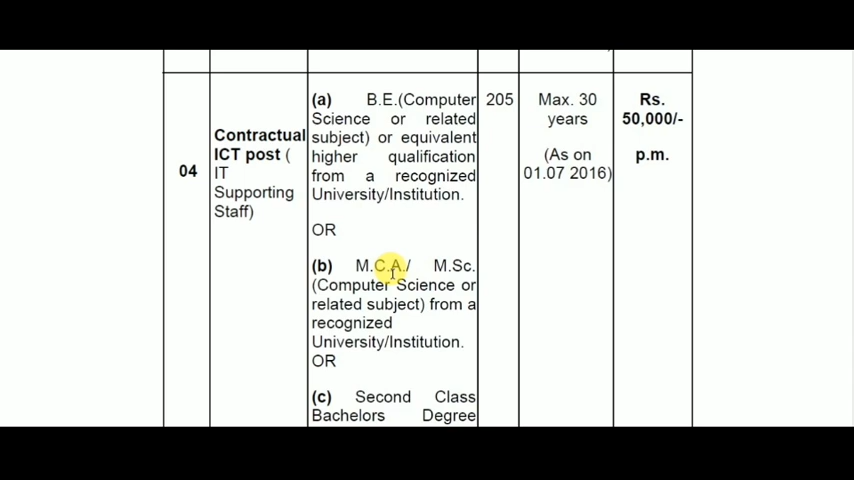 04
Contractual
ICT post (
IT
Supporting
Staff)
(a) B.E.(Computer
Science or related
subject) or equivalent
higher qualification
from a recognized
University/Institution.
OR
(b) M.C.A./ M.Sc.
(Computer Science or
related subject) from a
recognized
University/Institution.
OR
(c) Second Class
Bachelors Degree
205
Max. 30
years
(As on
01.07 2016)
Rs.
50,000/-
p.m.